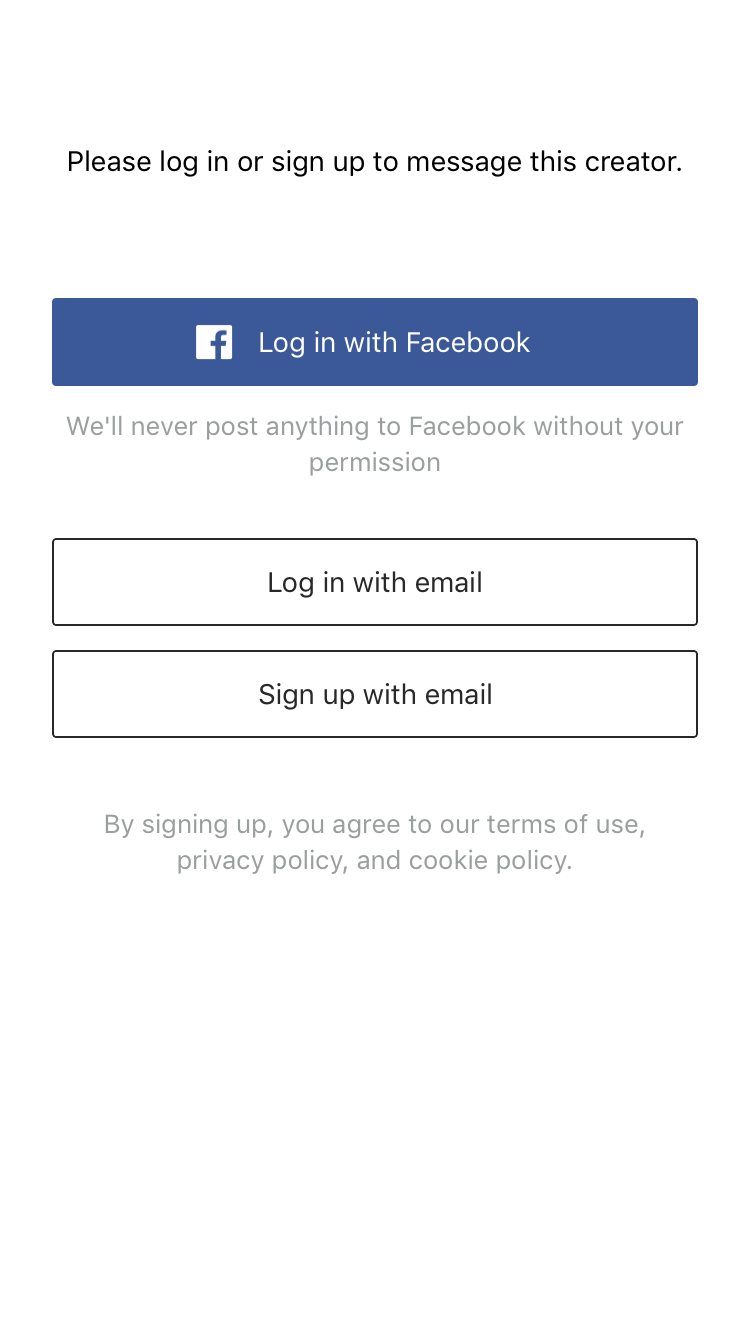 Please log in or sign up to message this creator.
Log in with Facebook
We'll never post anything to Facebook without your
permission
Log in with email
Sign up with email
By signing up, you agree to our terms of use,
privacy policy, and cookie policy.